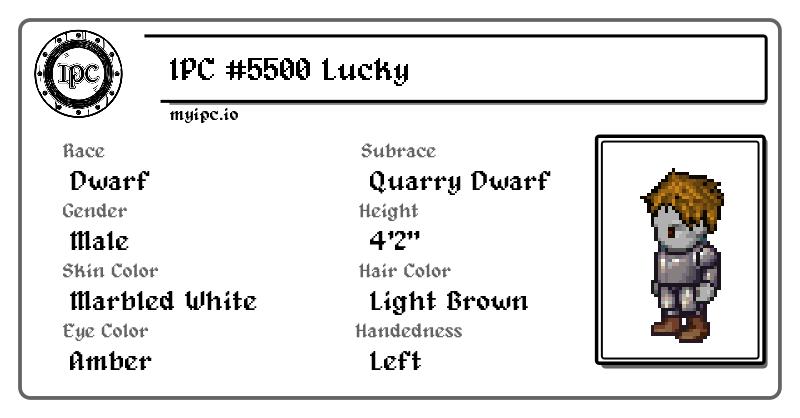 IPC
IPC #5500 Lucky
myipc.io
Race
Subrace
Dwarf
Quarry Dwarf
Gender
Height
Male
4'2"
Skin Color
Hair Color
Marbled White
Light Brown
Eye Color
Handedness
Amber
Left